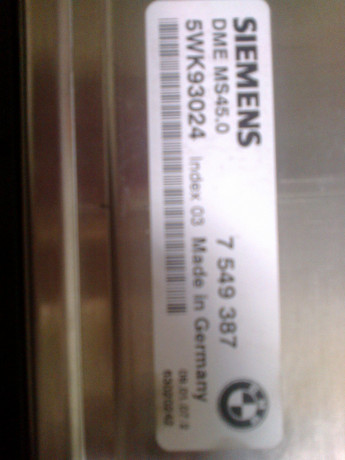 SIEMENS
DME MS45.0
5WK93024
7 549 387
Index 03 Made in Germany